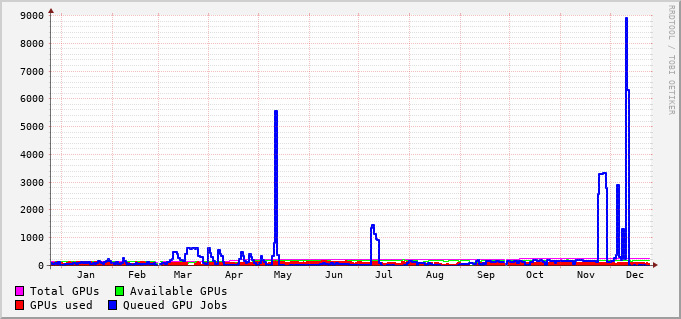 RRDTOOL / TOBI OETIKER
9000
8000
7000
6000
5000
4000
3000
2000
1000
0
Jan Feb Mar Apr May Jun Jul Aug Sep Oct Nov Dec
Total GPUs Available GPUs
GPUs used Queued GPU Jobs